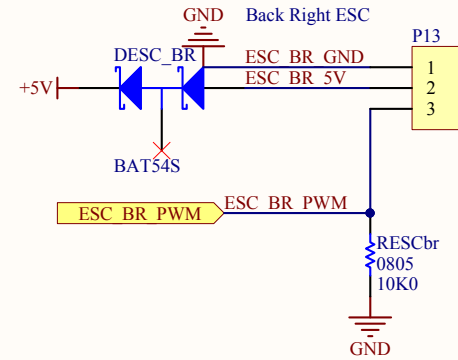 GND
Back Right ESC
P13
DESC_BR
ESC_BR_GND
1
+5V
ESC_BR_5V
2
3
BAT54S
ESC_BR_PWM
ESC_BR_PWM
RESCbr
0805
10K0
GND